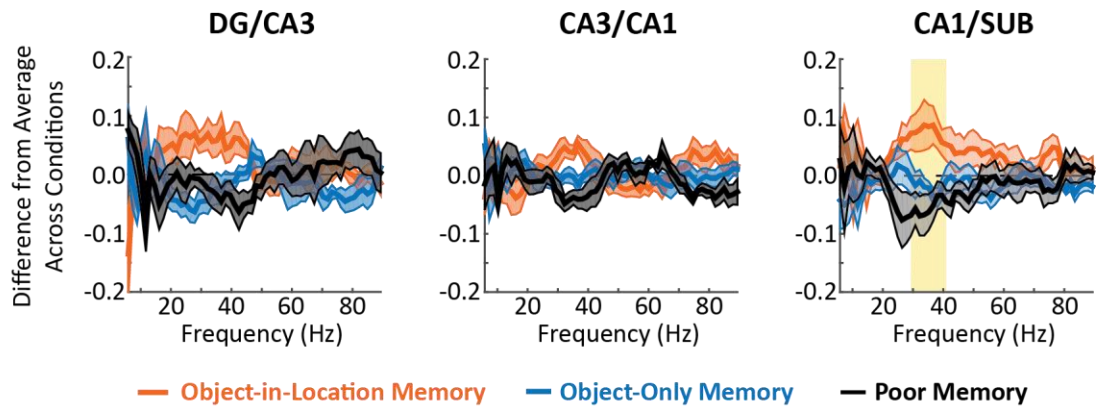 DG/CA3
CA3/CA1
CA1/SUB
Difference from Average
Across Conditions
0.2
0.1
0.0
-0.1
-0.2
20 40 60 80
Frequency (Hz)
0.2
0.1
0.0
-0.1
-0.2
20 40 60 80
Frequency (Hz)
0.2
0.1
0.0
-0.1
-0.2
20 40 60 80
Frequency (Hz)
Object-in-Location Memory
Object-Only Memory
Poor Memory